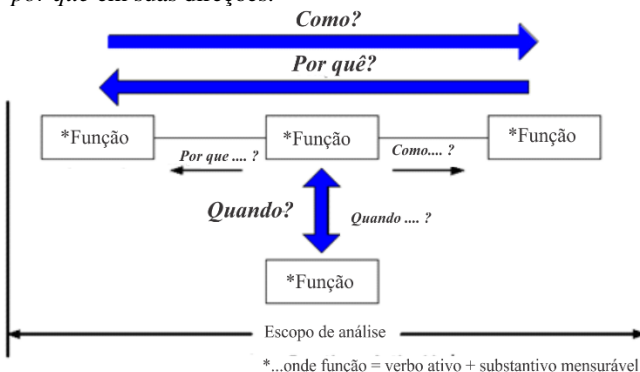 por que em suas direções.
Como?
Por quê?
*Função
*Função
*Função
Por que .... ?
Como.... ?
Quando?
Quando .... ?
*Função
Escopo de análise
*...onde função = verbo ativo + substantivo mensurável